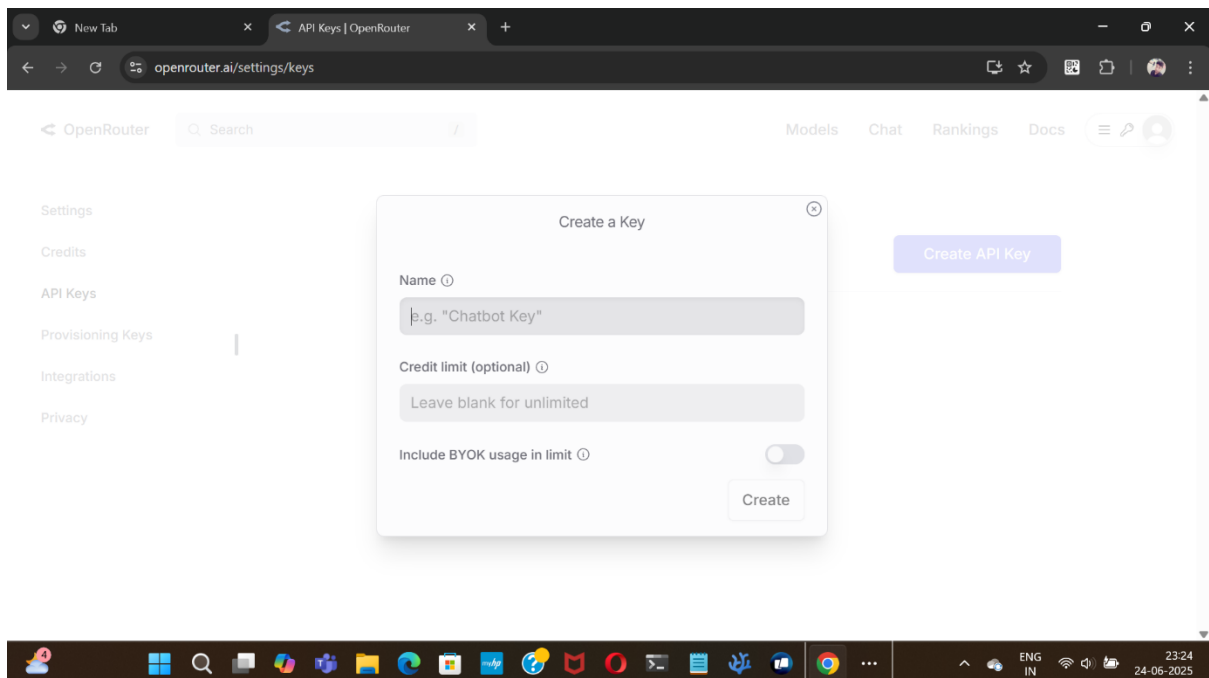 New Tab
API Keys | OpenRouter
openrouter.ai/settings/keys
OpenRouter
Search
/
Models
Chat
Rankings
Docs
Settings
Credits
API Keys
Provisioning Keys
Integrations
Privacy
Create API Key
Create a Key
Name
e.g. "Chatbot Key"
Credit limit (optional)
Leave blank for unlimited
Include BYOK usage in limit
Create
4
myhp
ENG
IN
23:24
24-06-2025